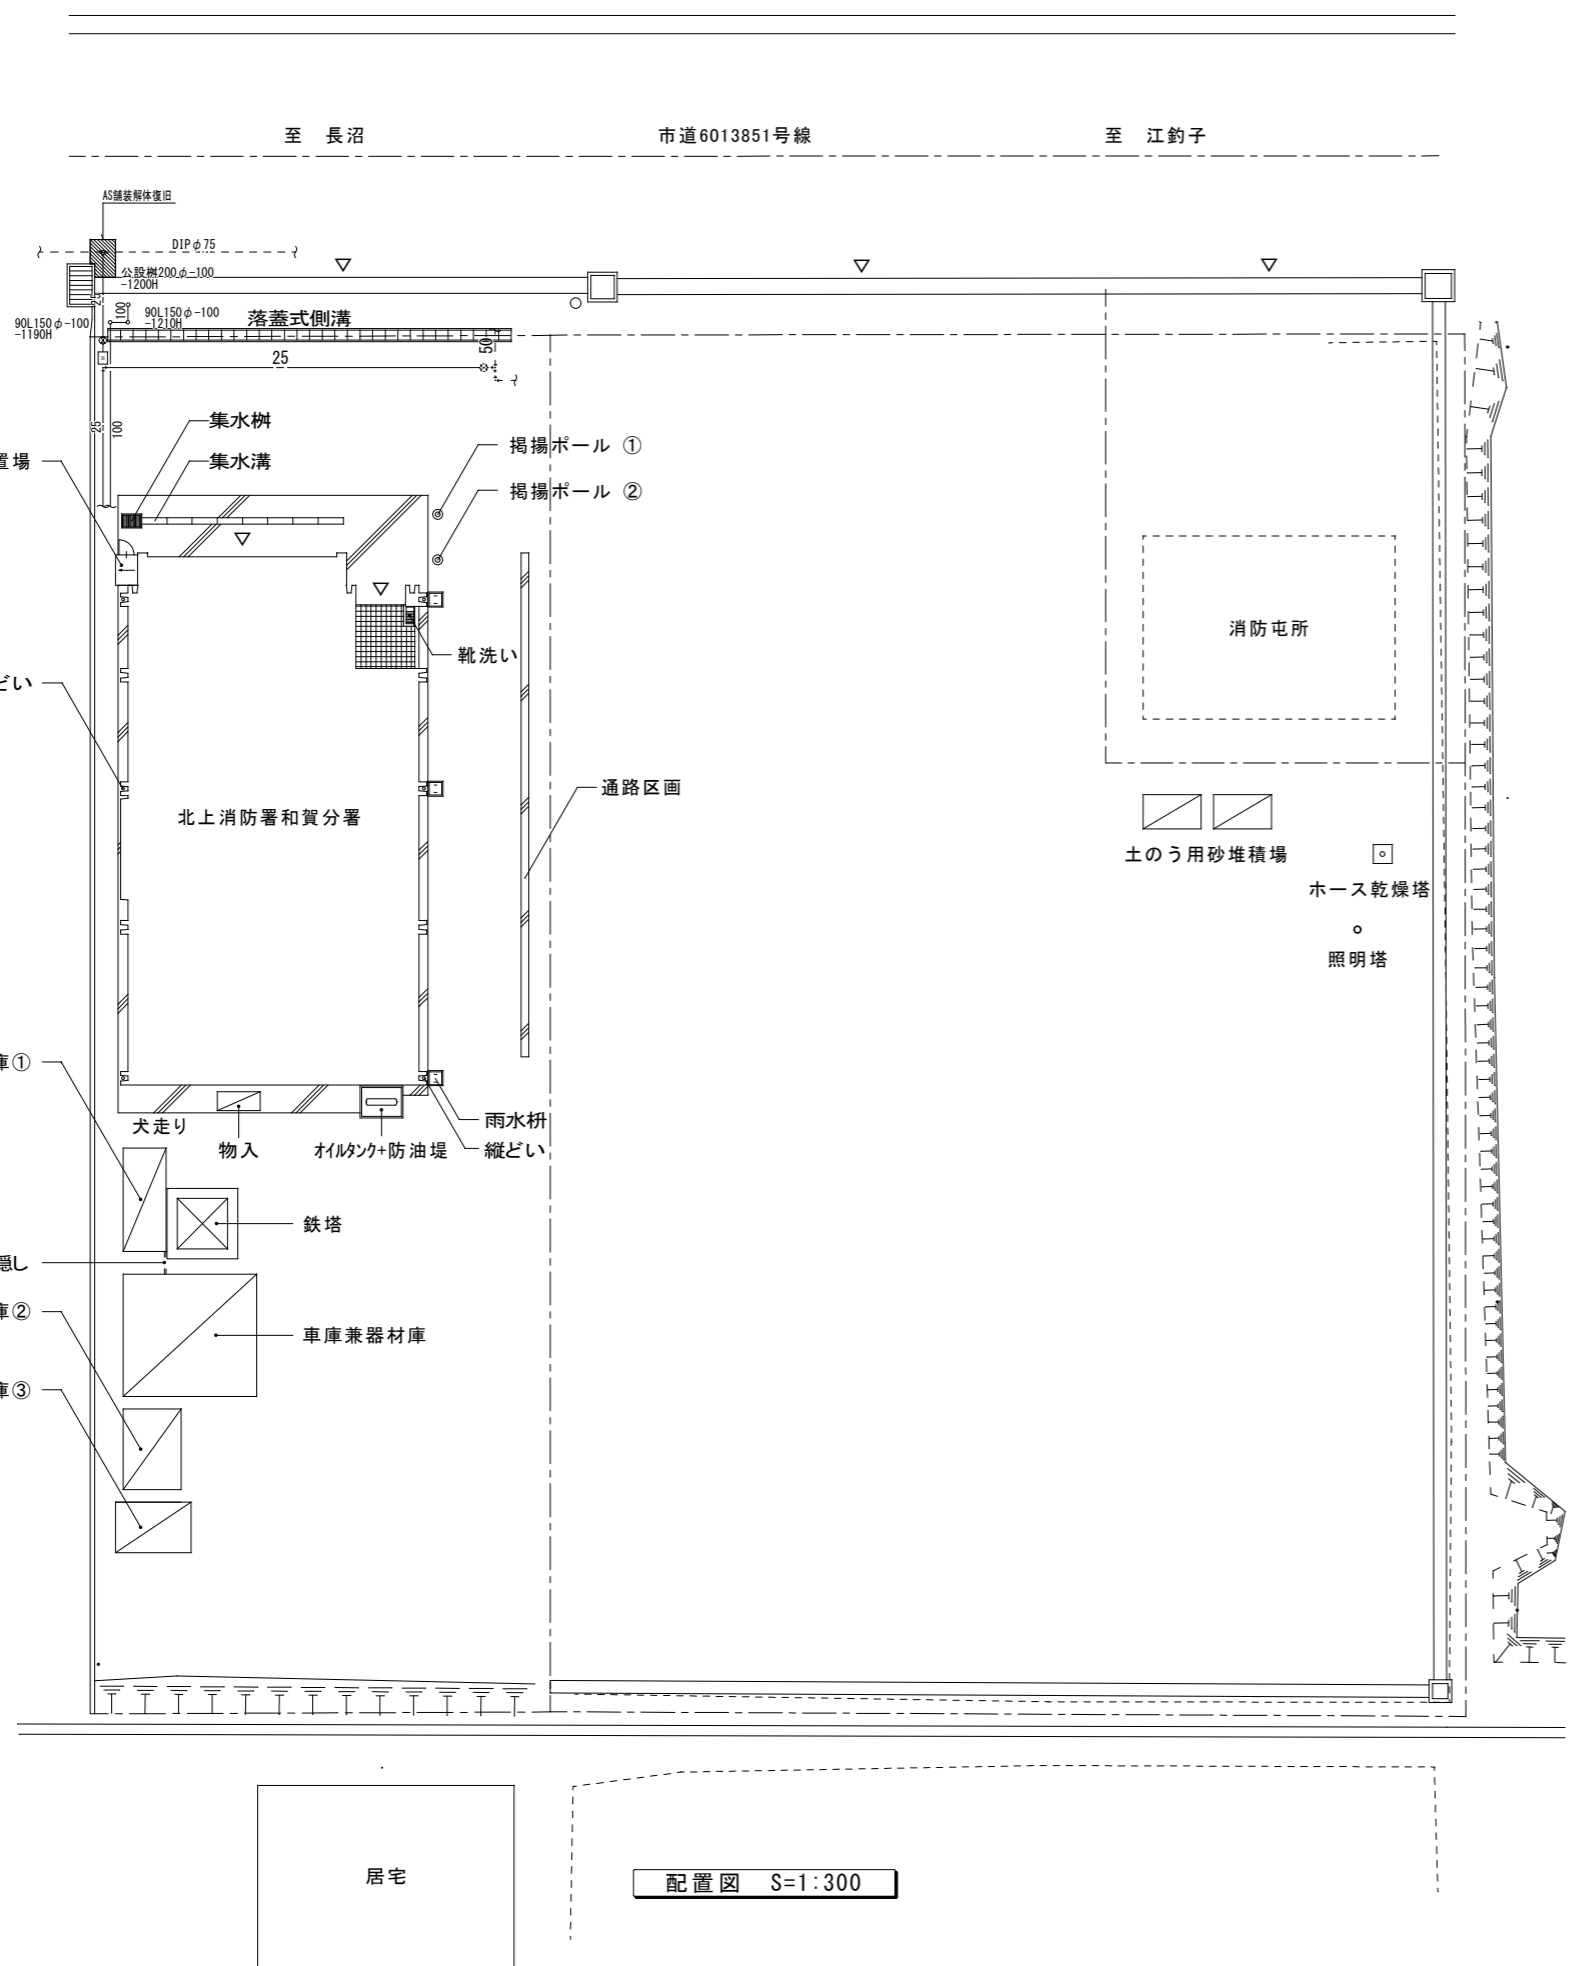 至　長沼
市道6013851号線
至　江釣子
AS舗装解体復旧
DIPφ75
公設桝200φ-100
-1200H
25
100
90L150φ-100
-1190H
90L150φ-100
-1210H
落蓋式側溝
25
50
25
100
集水桝
集水溝
置場
掲揚ポール ①
掲揚ポール ②
消防屯所
靴洗い
どい
通路区画
北上消防署和賀分署
土のう用砂堆積場
ホース乾燥塔
照明塔
庫①
雨水枡
犬走り
物入
オイルタンク+防油堤
縦どい
鉄塔
隠し
庫②
車庫兼器材庫
庫③
居宅
配置図　S=1:300